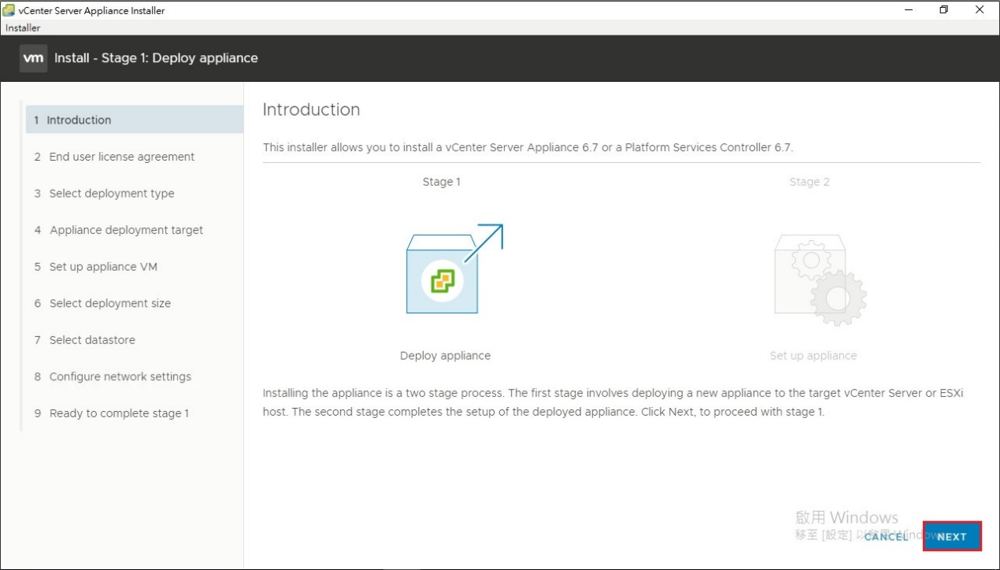 vCenter Server Appliance Installer
Installer
vm Install - Stage 1: Deploy appliance
1 Introduction
2 End user license agreement
3 Select deployment type
4 Appliance deployment target
5 Set up appliance VM
6 Select deployment size
7 Select datastore
8 Configure network settings
9 Ready to complete stage 1
Introduction
This installer allows you to install a vCenter Server Appliance 6.7 or a Platform Services Controller 6.7.
Stage 1
Stage 2
Deploy appliance
Set up appliance
Installing the appliance is a two stage process. The first stage involves deploying a new appliance to the target vCenter Server or ESXi
host. The second stage completes the setup of the deployed appliance. Click Next, to proceed with stage 1.
啟用 Windows
移至 [設定] 以
CANCEL
NEXT